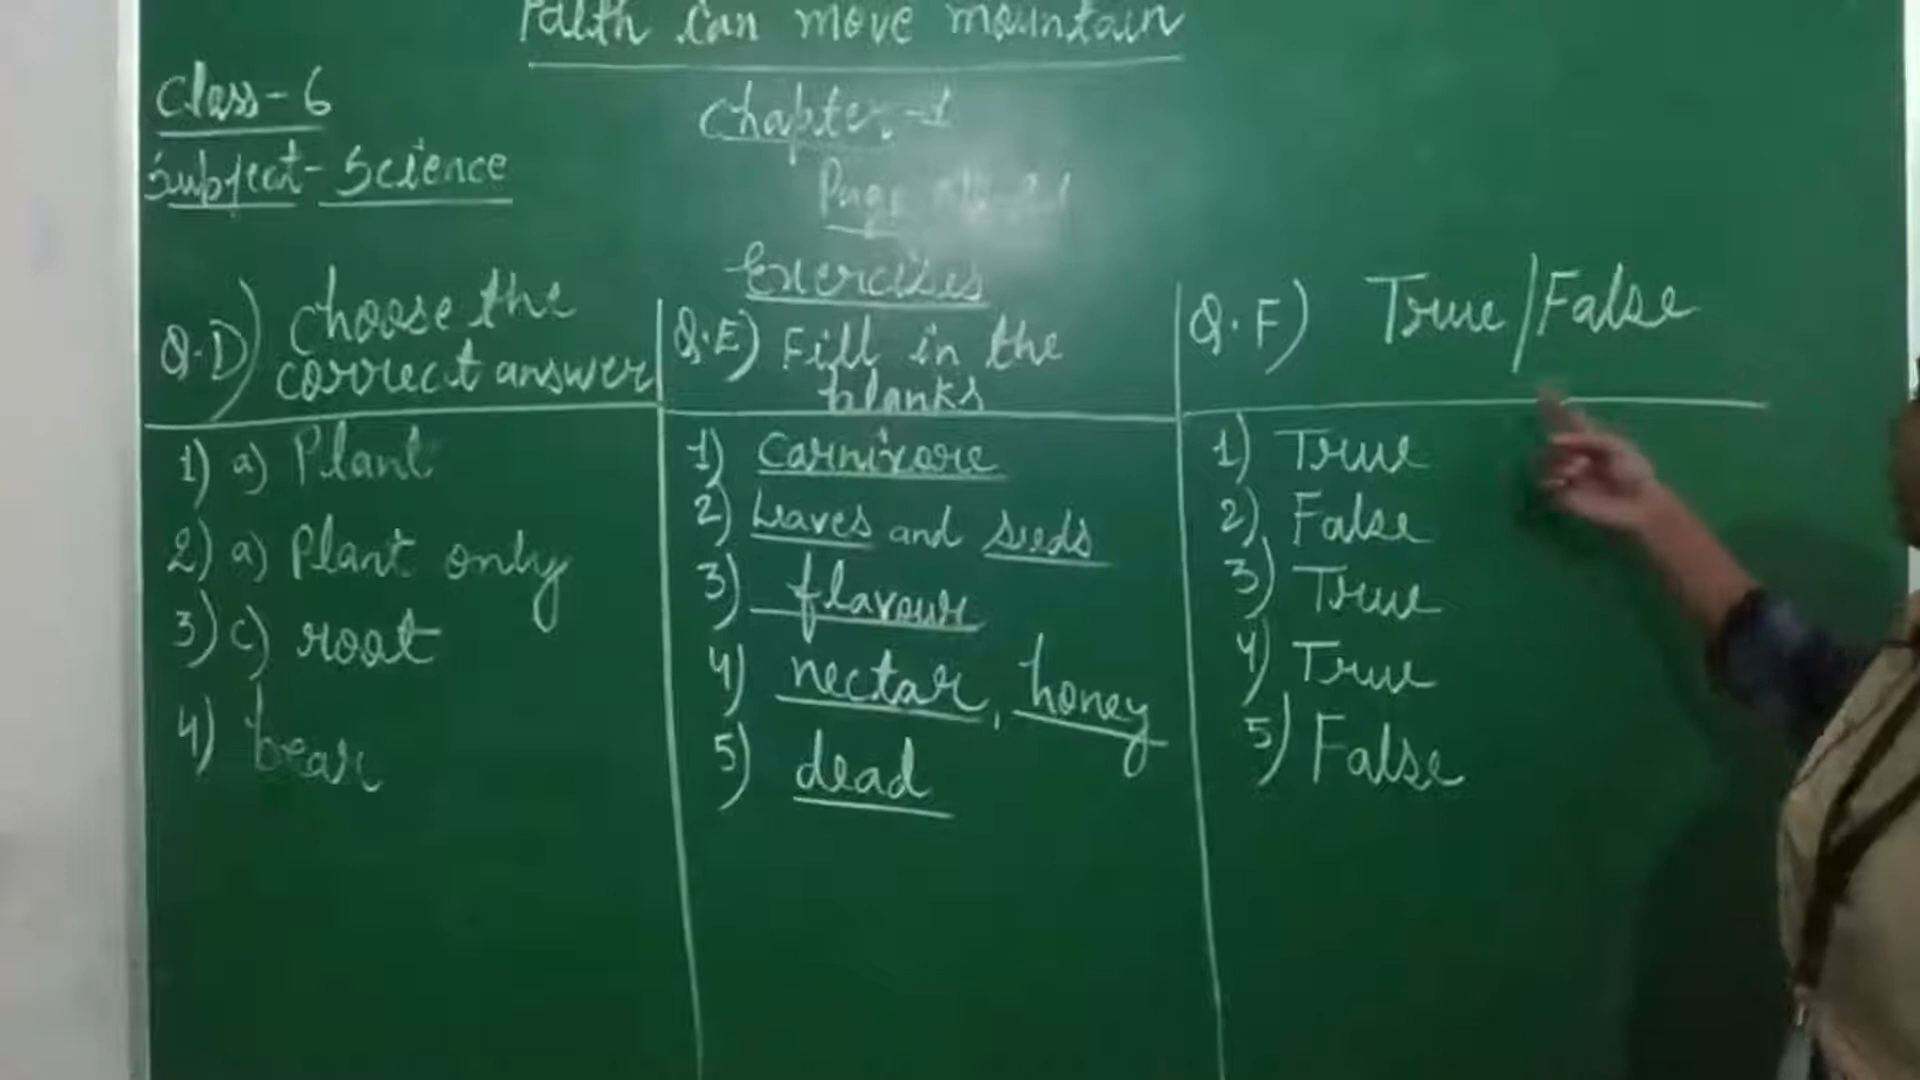 Faith can move mountain
Class-6
Subject-Science
Chapter-1
Page
Exercises
Q.D) choose the
correct answer
1) a) Plant
2) a) Plant only
3) c) root
4) bear
Q.E) Fill in the
blanks
1) Carnivore
2) Leaves and seeds
3) flavour
4) nectar, honey
5) dead
Q.F) True/False
1) True
2) False
3) True
4) True
5) False